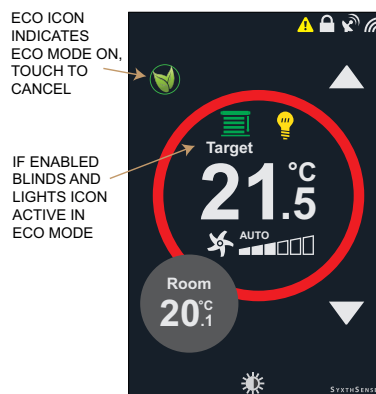 ECO ICON
INDICATES
ECO MODE ON,
TOUCH TO
CANCEL
IF ENABLED
BLINDS AND
LIGHTS ICON
ACTIVE IN
ECO MODE
Target
21.5 °C
AUTO
Room
20.1 °C
SYXTHSENSE